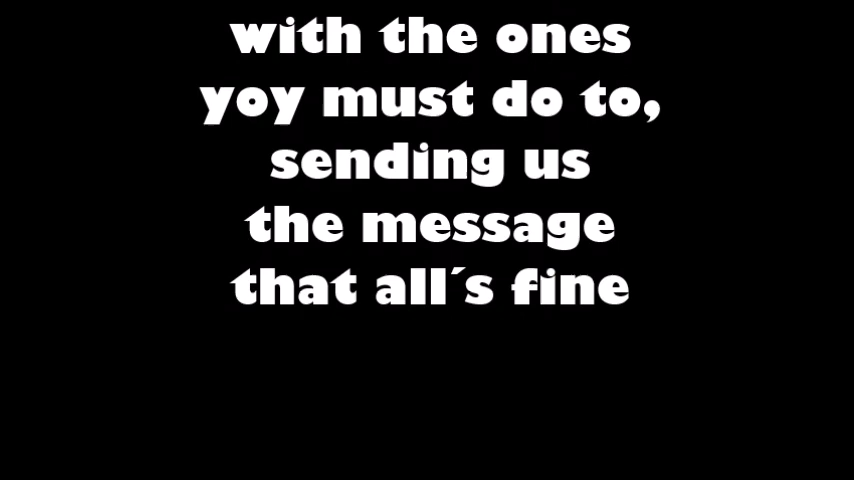 with the ones
yoy must do to,
sending us
the message
that all´s fine